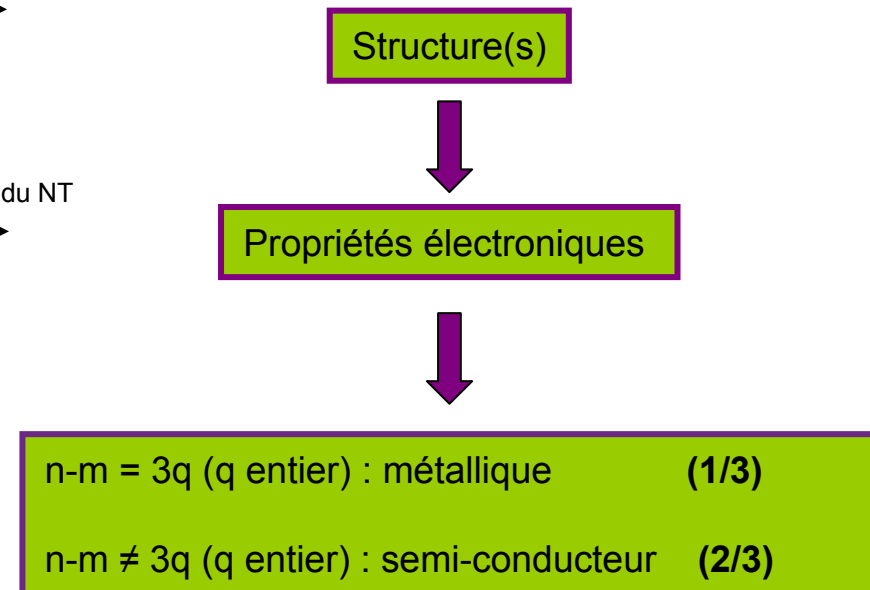 Structure(s)
du NT
Propriétés électroniques
n-m = 3q (q entier) : métallique (1/3)
n-m ≠ 3q (q entier) : semi-conducteur (2/3)